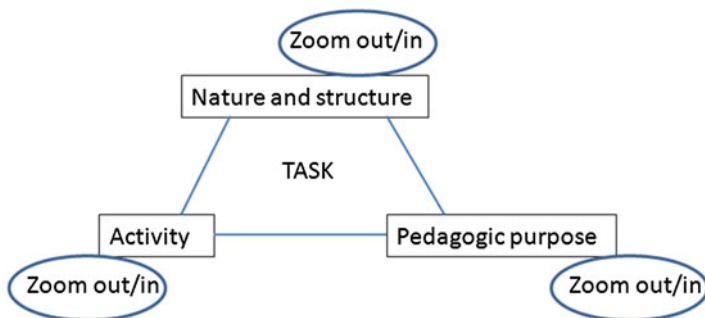 Zoom out/in
Nature and structure
TASK
Activity
Pedagogic purpose
Zoom out/in
Zoom out/in